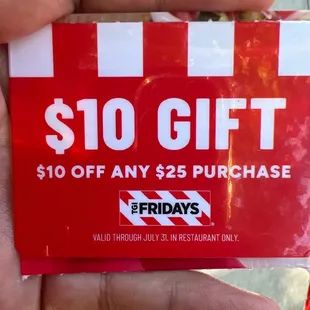 $10 GIFT
$10 OFF ANY $25 PURCHASE
TGI FRIDAYS
VALID THROUGH JULY 31. IN RESTAURANT ONLY.